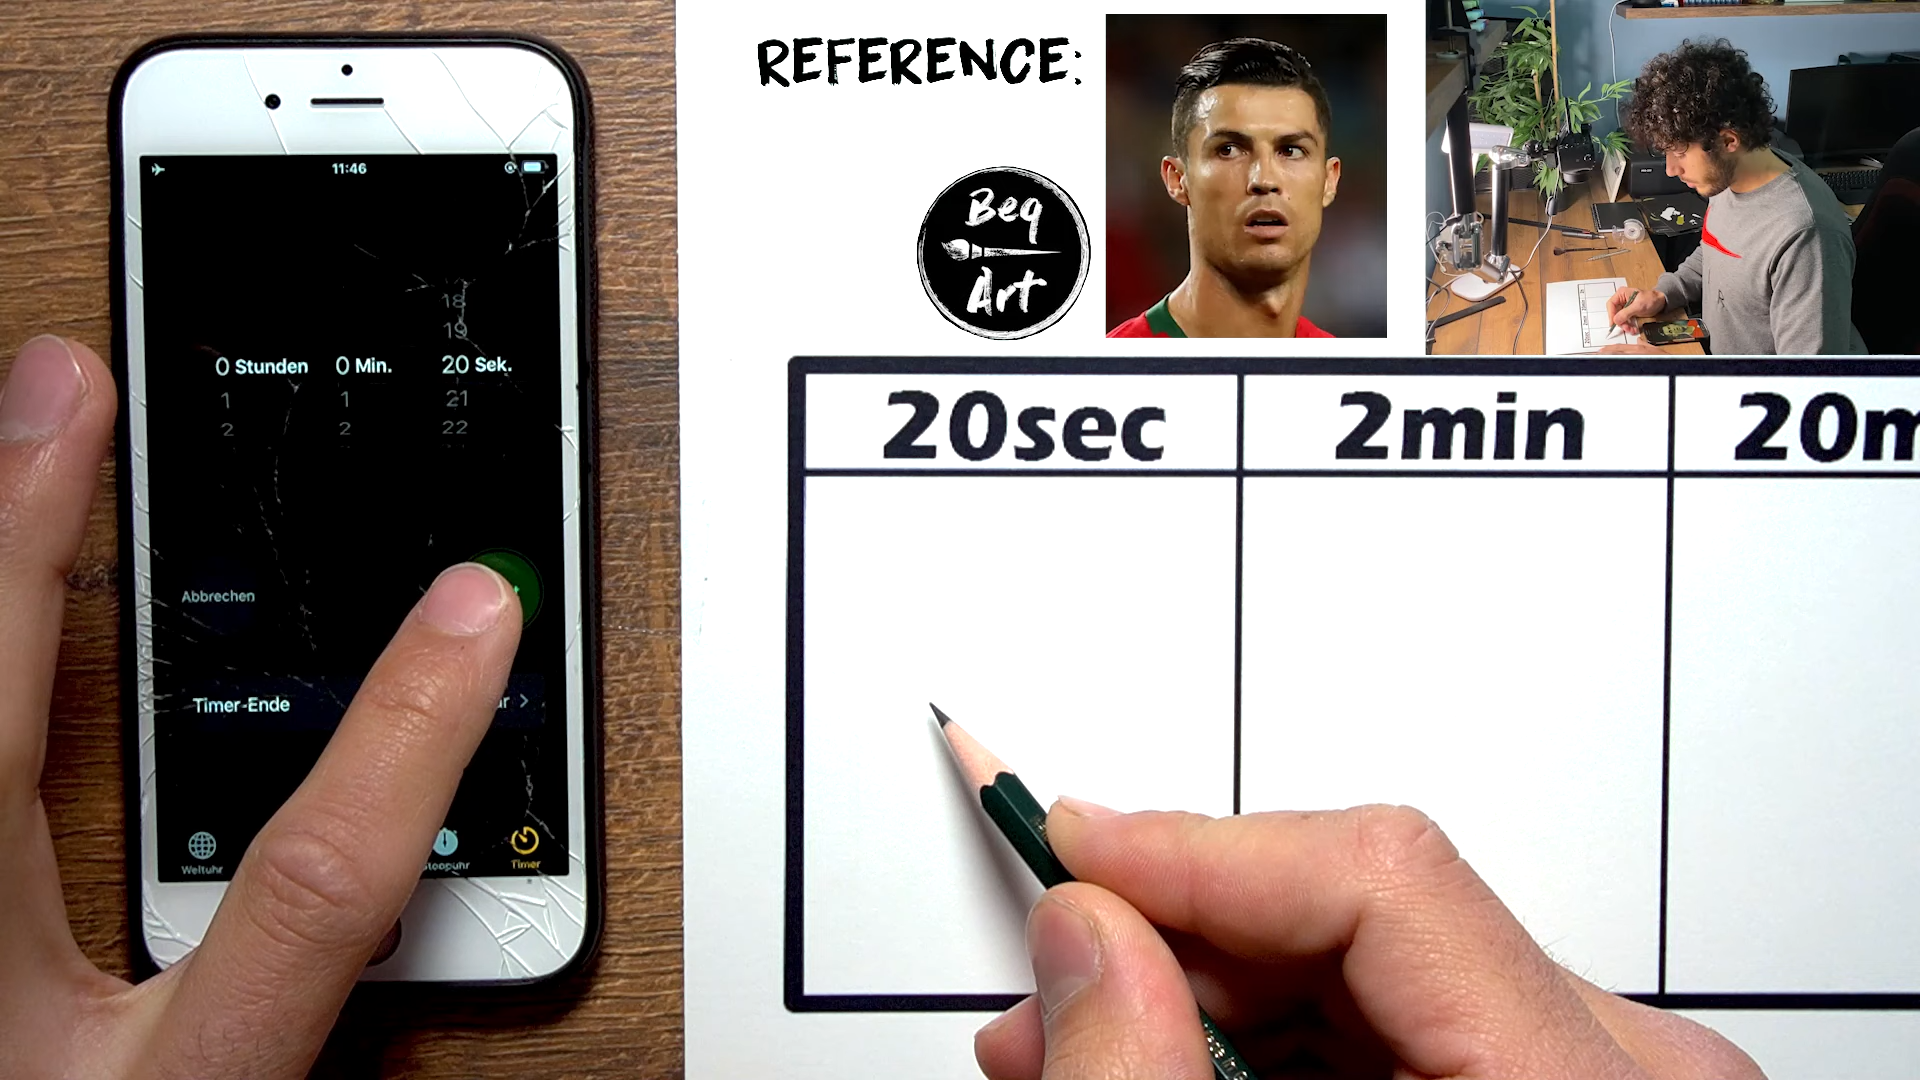 11:46
18
19
0 Stunden 0 Min. 20 Sek.
1 1 21
2 2 22
Abbrechen
Timer-Ende
Weltuhr Timer
REFERENCE:
Beq
Art
20sec 2min 20m